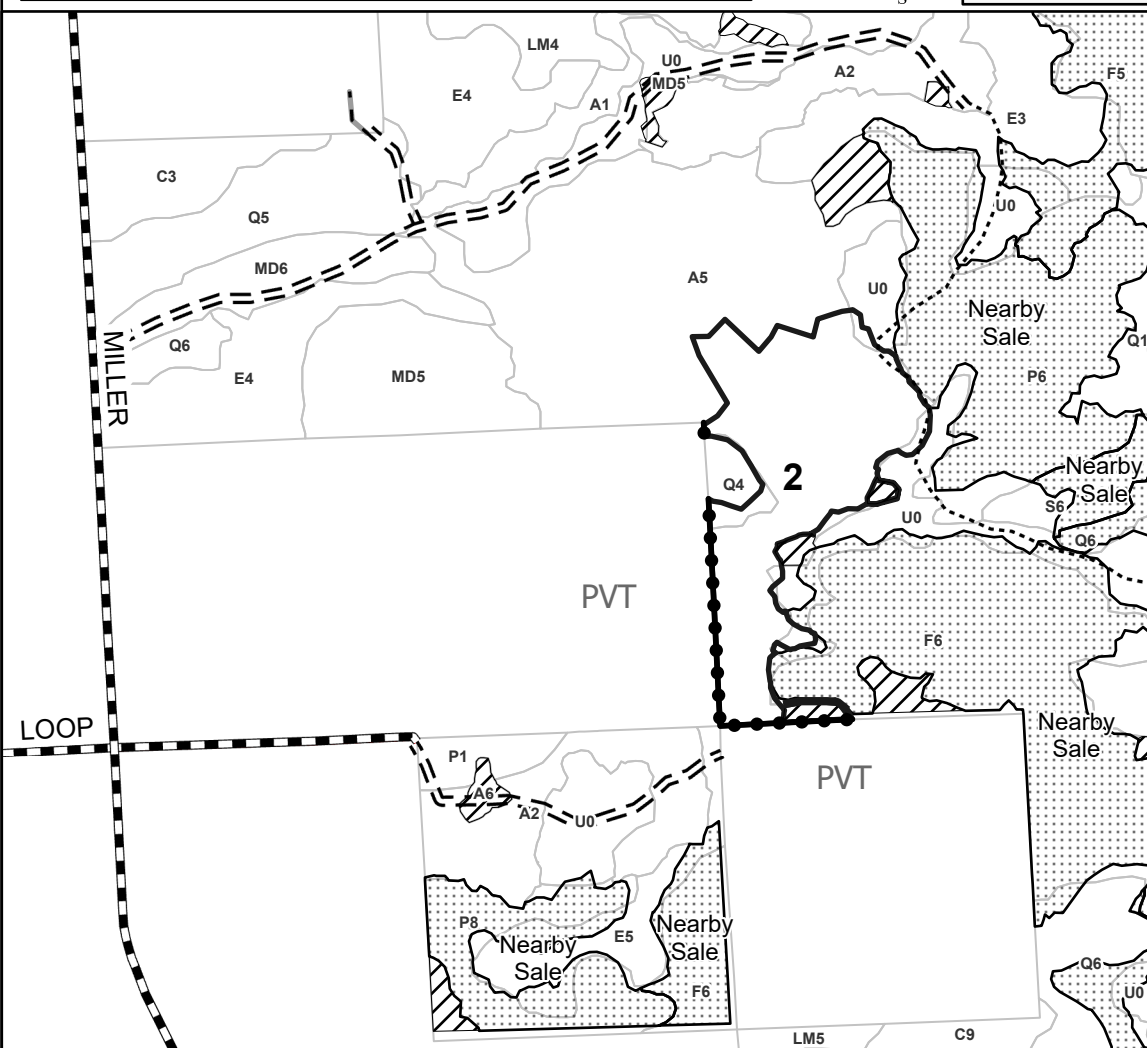 LM4
U0
A2
F5
MD5
E4
A1
E3
C3
U0
Q5
MD6
A5
U0
Nearby
Sale
MILLER
Q6
Q1
E4
MD5
P6
Nearby
Sale
Q4
2
S6
U0
Q6
PVT
F6
LOOP
Nearby
Sale
P1
PVT
A6
A2
U0
P8
Nearby
Sale
E5
Nearby
Sale
Q6
F6
U0
LM5
C9